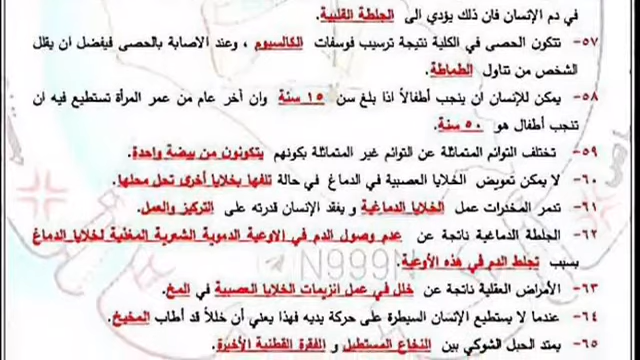 في دم الإنسان فان ذلك يؤدي الى الجلطة القلبية.
٥٧- تتكون الحصى في الكلية نتيجة ترسيب فوسفات الكالسيوم ، وعند الاصابة بالحصى فيفضل ان يقلل
الشخص من تناول الطماطة.
٥٨- يمكن للإنسان ان ينجب أطفالاً اذا بلغ سن ١٥ سنة وان آخر عام من عمر المرأة تستطيع فيه ان
تنجب أطفال هو ٥٠ سنة.
٥٩- تختلف التوائم المتماثلة عن التوائم غير المتماثلة بكونهم يتكونون من بيضة واحدة.
٦٠- لا يمكن تعويض الخلايا العصبية في الدماغ في حالة تلفها بخلايا أخرى تحل محلها.
٦١- تدمر المخدرات عمل الخلايا الدماغية و يفقد الإنسان قدرته على التركيز والعمل.
٦٢- الجلطة الدماغية ناتجة عن عدم وصول الدم في الاوعية الدموية الشعرية المغذية لخلايا الدماغ
بسبب تجلط الدم في هذه الأوعية.
N999N
٦٣- الأمراض العقلية ناتجة عن خلل في عمل انزيمات الخلايا العصبية في المخ.
٦٤- عندما لا يستطيع الإنسان السيطرة على حركة يديه فهذا يعني أن خللاً قد أطاب المخيخ.
٦٥- يمتد الحبل الشوكي بين النخاع المستطيل و الفقرة القطنية الأخيرة.